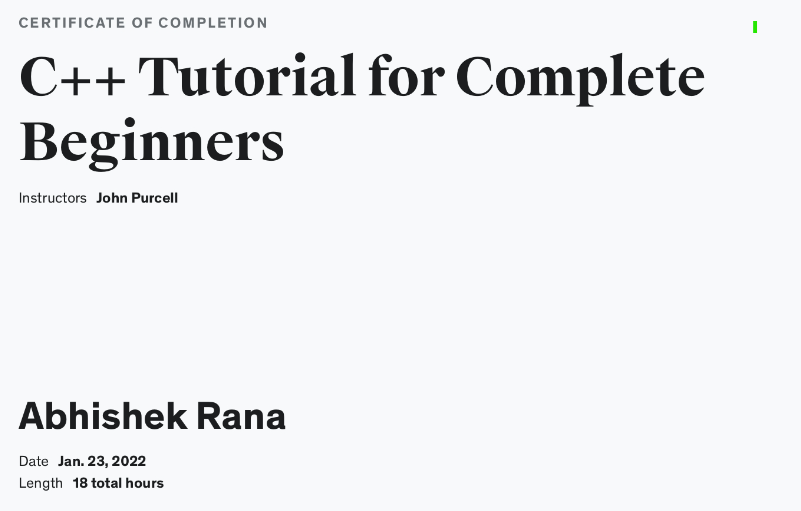 CERTIFICATE OF COMPLETION
C++ Tutorial for Complete
Beginners
Instructors John Purcell
Abhishek Rana
Date Jan. 23, 2022
Length 18 total hours